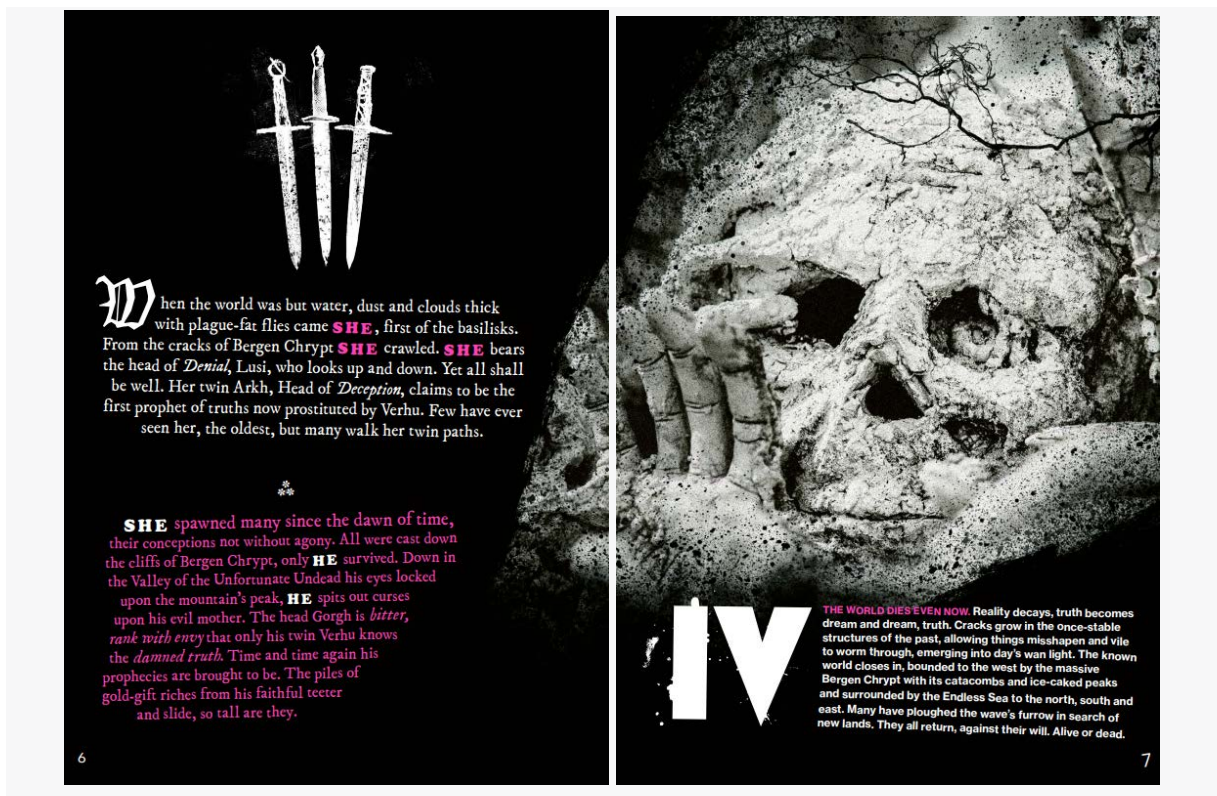 When the world was but water, dust and clouds thick
with plague-fat flies came SHE, first of the basilisks.
From the cracks of Bergen Chrypt SHE crawled. SHE bears
the head of Denial, Lusi, who looks up and down. Yet all shall
be well. Her twin Arkh, Head of Deception, claims to be the
first prophet of truths now prostituted by Verhu. Few have ever
seen her, the oldest, but many walk her twin paths.
SHE spawned many since the dawn of time,
their conceptions not without agony. All were cast down
the cliffs of Bergen Chrypt, only HE survived. Down in
the Valley of the Unfortunate Undead his eyes locked
upon the mountain's peak, HE spits out curses
upon his evil mother. The head Gorgh is bitter,
rank with envy that only his twin Verhu knows
the damned truth. Time and time again his
prophecies are brought to be. The piles of
gold-gift riches from his faithful teeter
and slide, so tall are they.
6
IV
THE WORLD DIES EVEN NOW. Reality decays, truth becomes
dream and dream, truth. Cracks grow in the once-stable
structures of the past, allowing things misshapen and vile
to worm through, emerging into day's wan light. The known
world closes in, bounded to the west by the massive
Bergen Chrypt with its catacombs and ice-caked peaks
and surrounded by the Endless Sea to the north, south and
east. Many have ploughed the wave's furrow in search of
new lands. They all return, against their will. Alive or dead.
7